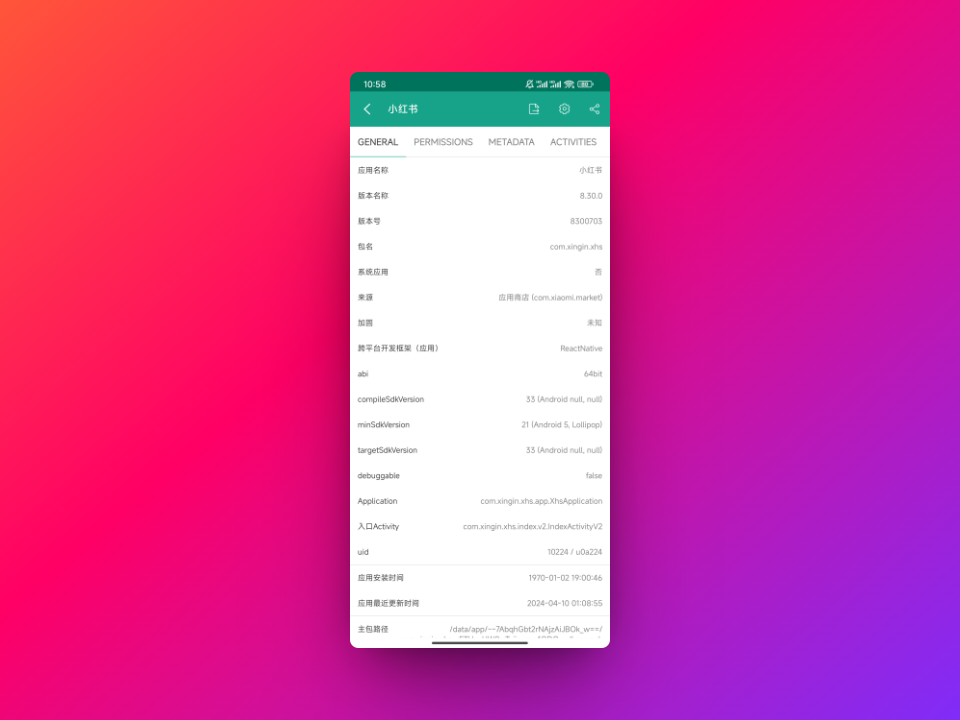 10:58
小红书
GENERAL PERMISSIONS METADATA ACTIVITIES
应用名称 小红书
版本名称 8.30.0
版本号 8300703
包名 com.xingin.xhs
系统应用 否
来源 应用商店 (com.xiaomi.market)
加固 未知
跨平台开发框架（应用） ReactNative
abi 64bit
compileSdkVersion 33 (Android null, null)
minSdkVersion 21 (Android 5, Lollipop)
targetSdkVersion 33 (Android null, null)
debuggable false
Application com.xingin.xhs.app.XhsApplication
入口Activity com.xingin.xhs.index.v2.IndexActivityV2
uid 10224 / u0a224
应用安装时间 1970-01-02 19:00:46
应用最近更新时间 2024-04-10 01:08:55
主包路径 /data/app/~~7AbqhGbt2rNAjzAiJBOk_w==/